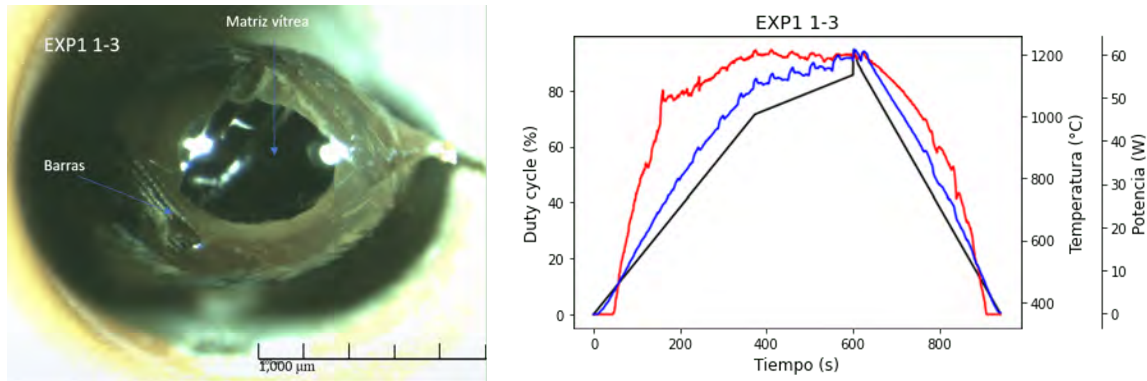 Matriz vítrea
EXP1 1-3
Barras
1,000 µm
EXP1 1-3
Duty cycle (%)
80
60
40
20
0
0
200
400
600
800
Tiempo (s)
1200
1000
800
600
400
Temperatura (°C)
60
50
40
30
20
10
0
Potencia (W)